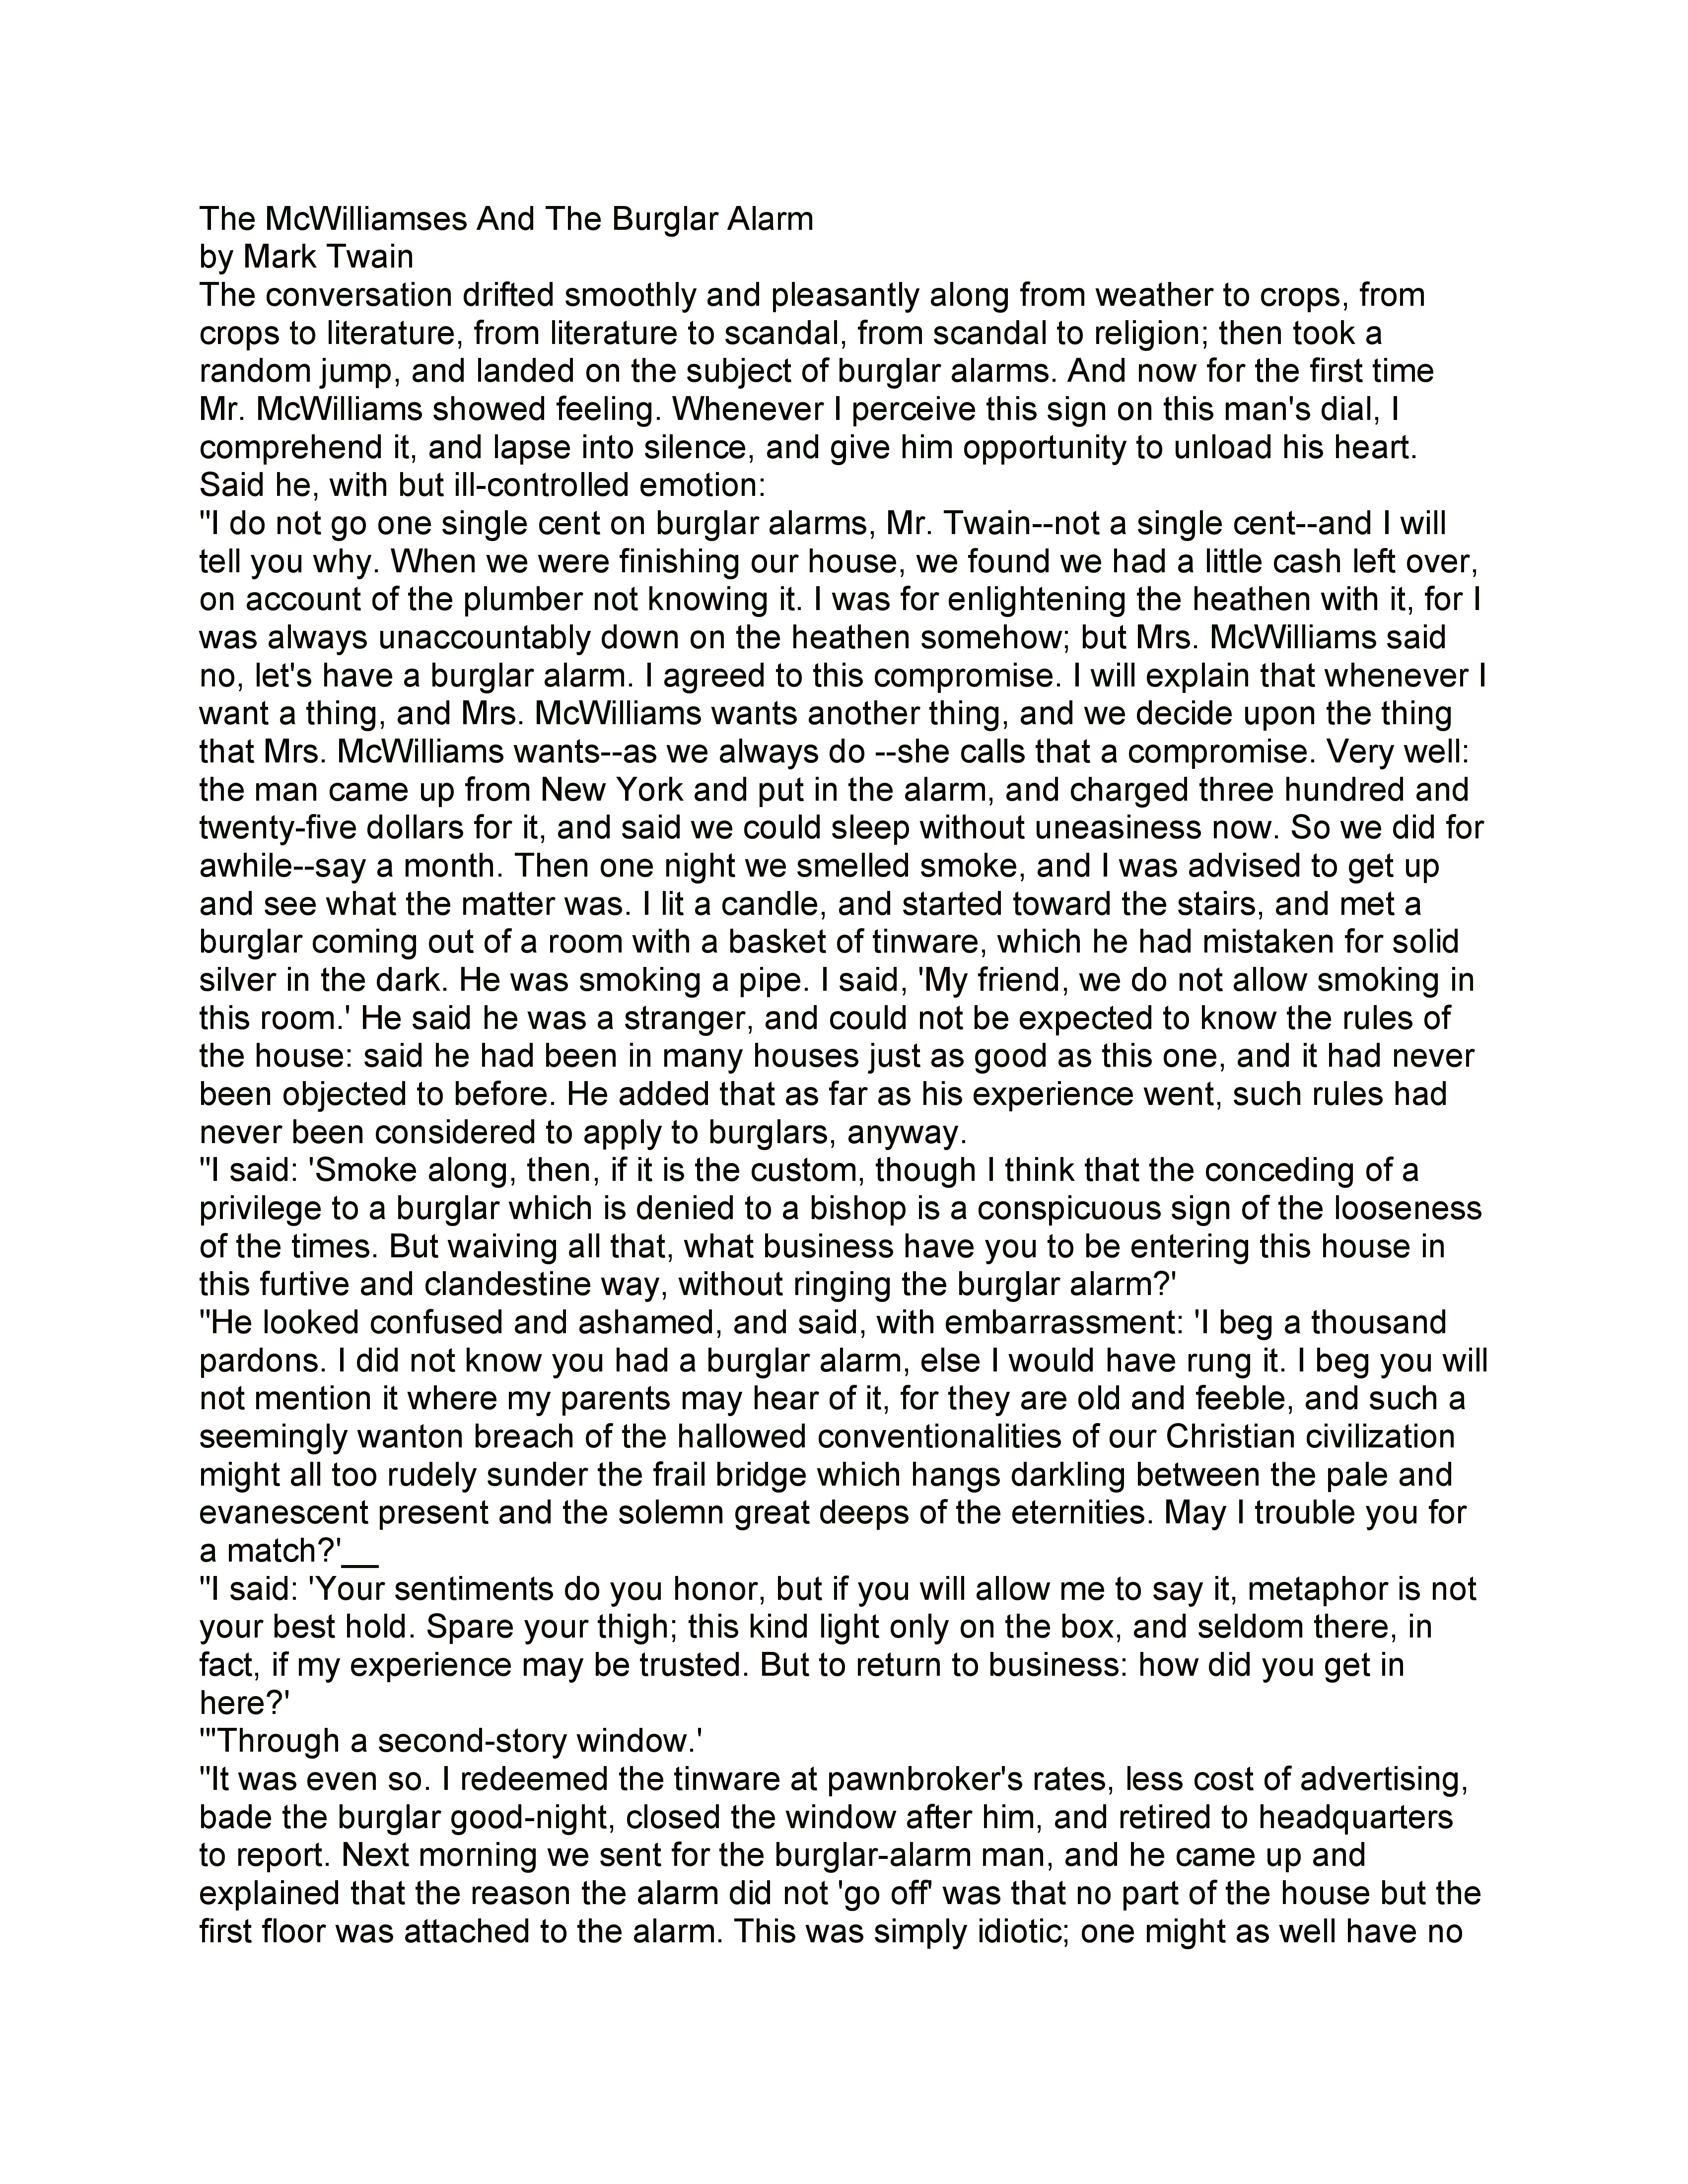 The McWilliamses And The Burglar Alarm
by Mark Twain
The conversation drifted smoothly and pleasantly along from weather to crops, from
crops to literature, from literature to scandal, from scandal to religion; then took a
random jump, and landed on the subject of burglar alarms. And now for the first time
Mr. McWilliams showed feeling. Whenever I perceive this sign on this man's dial, I
comprehend it, and lapse into silence, and give him opportunity to unload his heart.
Said he, with but ill-controlled emotion:
"I do not go one single cent on burglar alarms, Mr. Twain--not a single cent--and I will
tell you why. When we were finishing our house, we found we had a little cash left over,
on account of the plumber not knowing it. I was for enlightening the heathen with it, for I
was always unaccountably down on the heathen somehow; but Mrs. McWilliams said
no, let's have a burglar alarm. I agreed to this compromise. I will explain that whenever I
want a thing, and Mrs. McWilliams wants another thing, and we decide upon the thing
that Mrs. McWilliams wants--as we always do --she calls that a compromise. Very well:
the man came up from New York and put in the alarm, and charged three hundred and
twenty-five dollars for it, and said we could sleep without uneasiness now. So we did for
awhile--say a month. Then one night we smelled smoke, and I was advised to get up
and see what the matter was. I lit a candle, and started toward the stairs, and met a
burglar coming out of a room with a basket of tinware, which he had mistaken for solid
silver in the dark. He was smoking a pipe. I said, 'My friend, we do not allow smoking in
this room.' He said he was a stranger, and could not be expected to know the rules of
the house: said he had been in many houses just as good as this one, and it had never
been objected to before. He added that as far as his experience went, such rules had
never been considered to apply to burglars, anyway.
"I said: 'Smoke along, then, if it is the custom, though I think that the conceding of a
privilege to a burglar which is denied to a bishop is a conspicuous sign of the looseness
of the times. But waiving all that, what business have you to be entering this house in
this furtive and clandestine way, without ringing the burglar alarm?'
"He looked confused and ashamed, and said, with embarrassment: 'I beg a thousand
pardons. I did not know you had a burglar alarm, else I would have rung it. I beg you will
not mention it where my parents may hear of it, for they are old and feeble, and such a
seemingly wanton breach of the hallowed conventionalities of our Christian civilization
might all too rudely sunder the frail bridge which hangs darkling between the pale and
evanescent present and the solemn great deeps of the eternities. May I trouble you for
a match?'__
"I said: 'Your sentiments do you honor, but if you will allow me to say it, metaphor is not
your best hold. Spare your thigh; this kind light only on the box, and seldom there, in
fact, if my experience may be trusted. But to return to business: how did you get in
here?'
"'Through a second-story window.'
"It was even so. I redeemed the tinware at pawnbroker's rates, less cost of advertising,
bade the burglar good-night, closed the window after him, and retired to headquarters
to report. Next morning we sent for the burglar-alarm man, and he came up and
explained that the reason the alarm did not 'go off' was that no part of the house but the
first floor was attached to the alarm. This was simply idiotic; one might as well have no